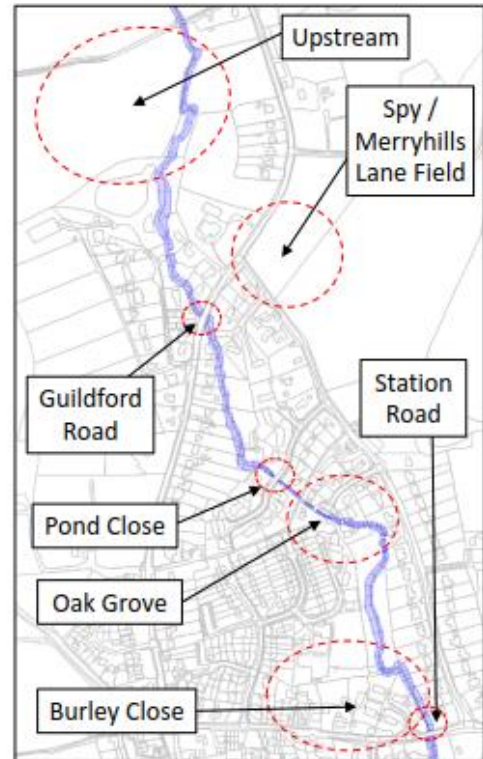 Upstream
Spy /
Merryhills
Lane Field
Guildford
Road
Station
Road
Pond Close
Oak Grove
Burley Close